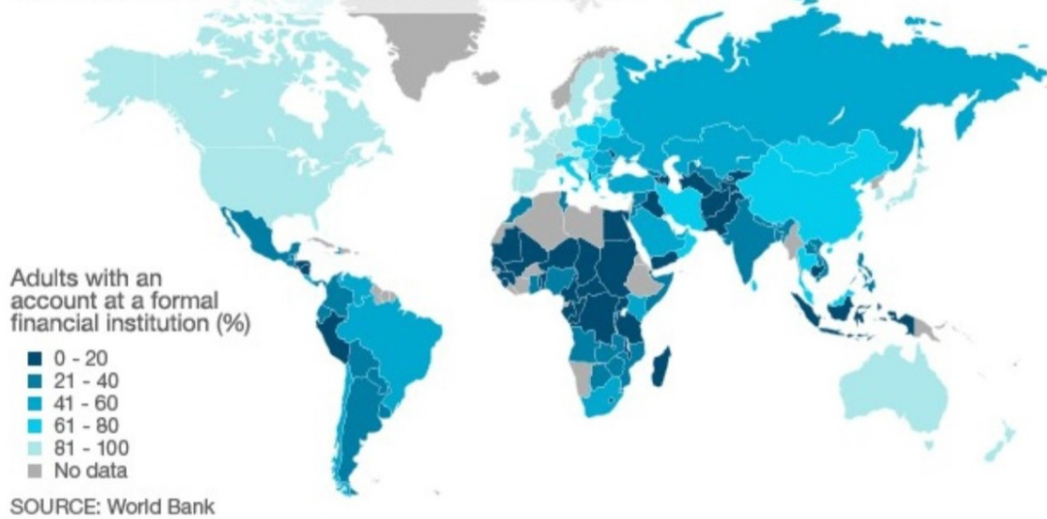 Adults with an
account at a formal
financial institution (%)
0 - 20
21 - 40
41 - 60
61 - 80
81 - 100
No data
SOURCE: World Bank